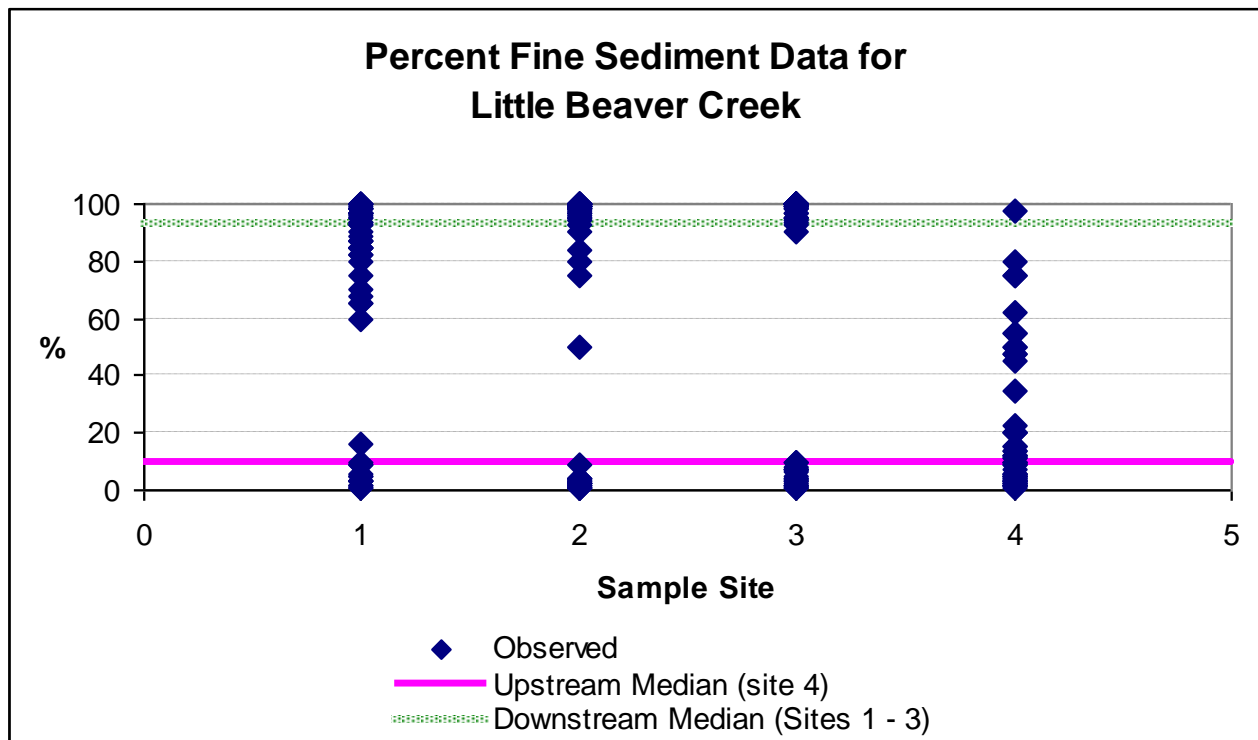 Percent Fine Sediment Data for
Little Beaver Creek
100
80
60
40
20
0
%
0 1 2 3 4 5
Sample Site
Observed
Upstream Median (site 4)
Downstream Median (Sites 1 - 3)